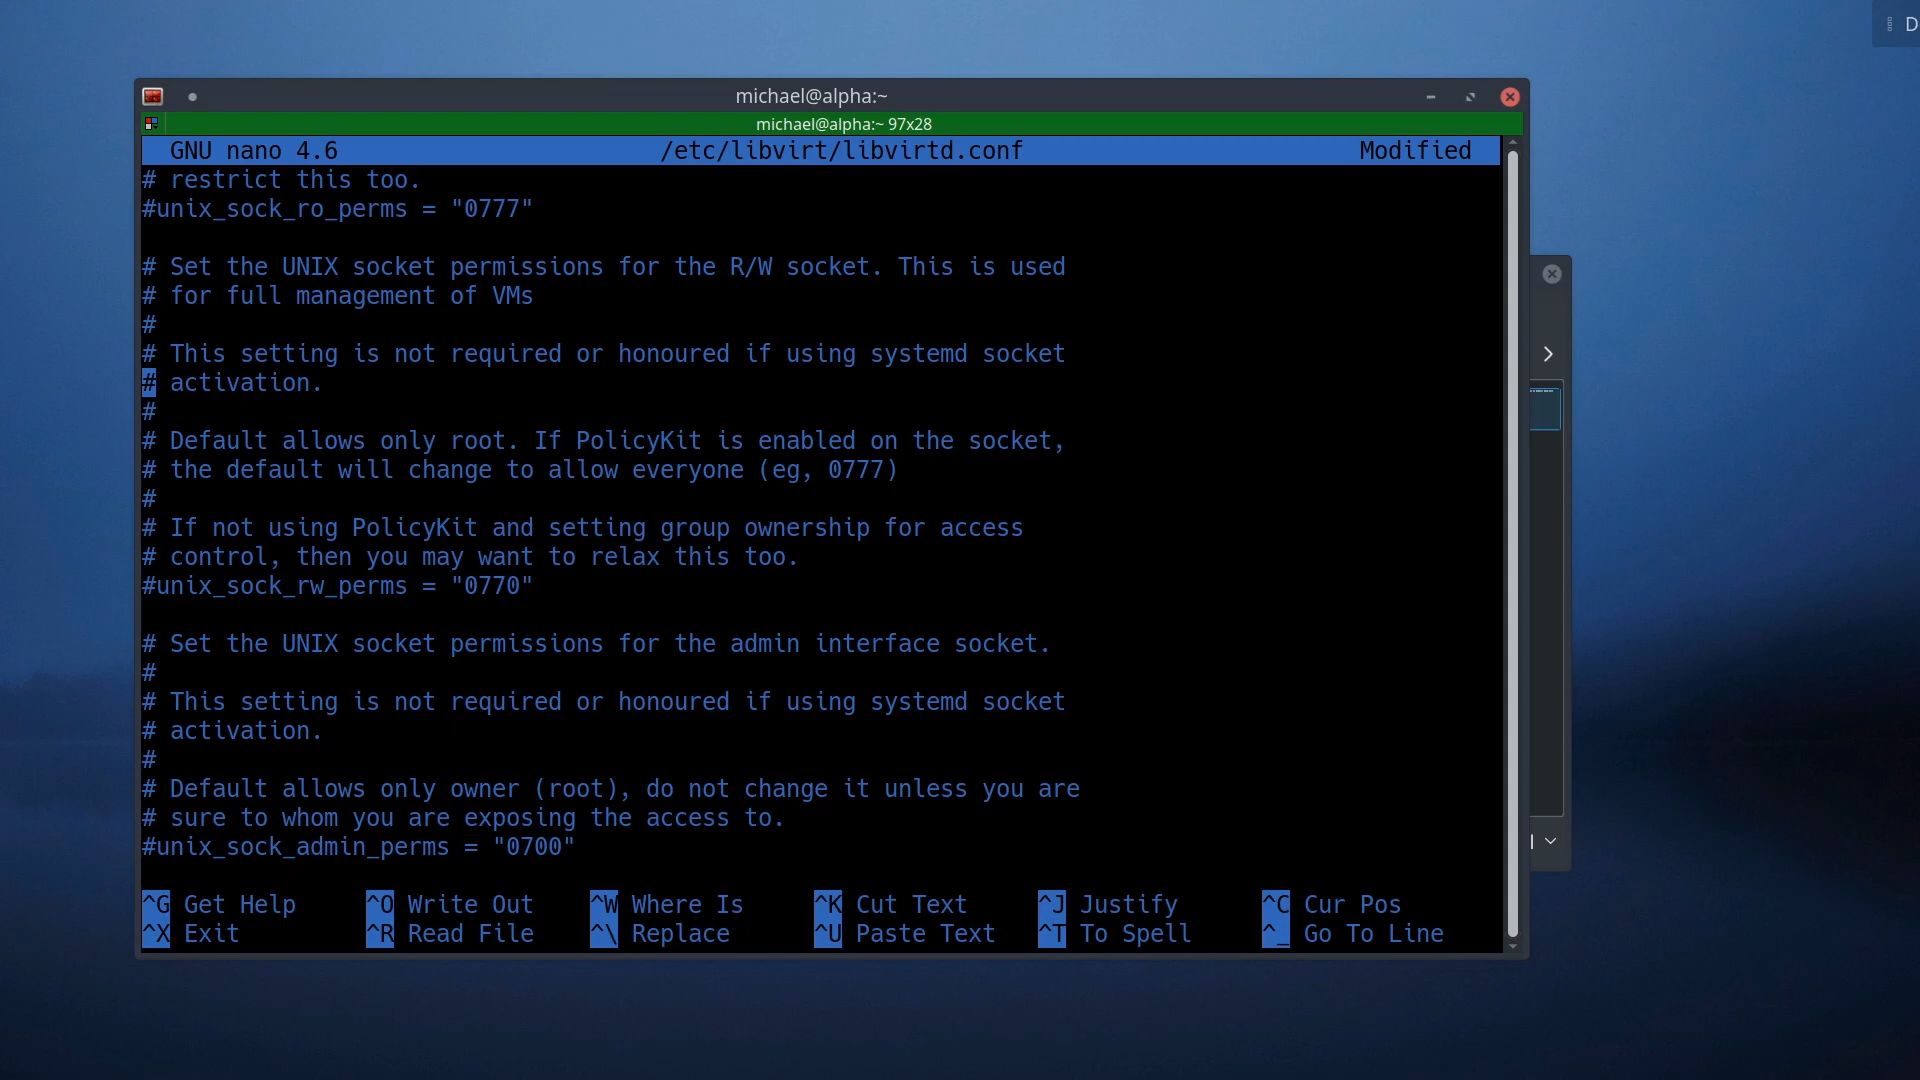 D
michael@alpha:~
michael@alpha:~ 97x28
GNU nano 4.6 /etc/libvirt/libvirtd.conf Modified
# restrict this too.
#unix_sock_ro_perms = "0777"
# Set the UNIX socket permissions for the R/W socket. This is used
# for full management of VMs
#
# This setting is not required or honoured if using systemd socket
# activation.
#
# Default allows only root. If PolicyKit is enabled on the socket,
# the default will change to allow everyone (eg, 0777)
#
# If not using PolicyKit and setting group ownership for access
# control, then you may want to relax this too.
#unix_sock_rw_perms = "0770"
# Set the UNIX socket permissions for the admin interface socket.
#
# This setting is not required or honoured if using systemd socket
# activation.
#
# Default allows only owner (root), do not change it unless you are
# sure to whom you are exposing the access to.
#unix_sock_admin_perms = "0700"
^G Get Help ^O Write Out ^W Where Is ^K Cut Text ^J Justify ^C Cur Pos
^X Exit ^R Read File ^\ Replace ^U Paste Text ^T To Spell ^_ Go To Line